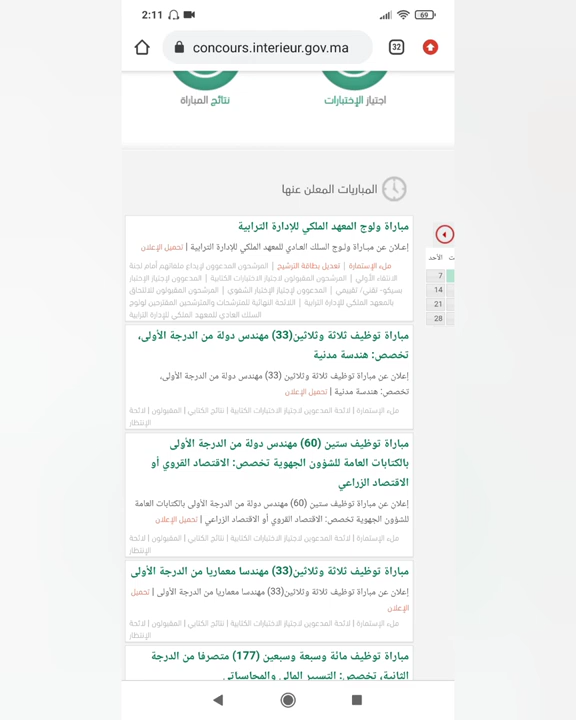 2:11
69
concours.interieur.gov.ma
32
اجتياز الإختبارات
نتائج المباراة
المباريات المعلن عنها
مباراة ولوج المعهد الملكي للإدارة الترابية
إعلان عن مباراة ولوج السلك العادي للمعهد الملكي للإدارة الترابية | تحميل الإعلان
ملء الإستمارة | تعديل بطاقة الترشيح | المرشحون المدعوون لإيداع ملفاتهم أمام لجنة
الانتقاء الأولي | المرشحون المقبولون لاجتياز الاختبارات الكتابية | المدعوون لإجتياز الإختبار
بسيكو- تقني/ تقييمي | المدعوون لإجتياز الإختبار الشفوي | المرشحون المقبولون للالتحاق
بالمعهد الملكي للإدارة الترابية | اللائحة النهائية للمترشحات والمترشحين المقترحين لولوج
السلك العادي للمعهد الملكي للإدارة الترابية
الأحد
7
14
21
28
مباراة توظيف ثلاثة وثلاثين(33) مهندس دولة من الدرجة الأولى،
تخصص: هندسة مدنية
إعلان عن مباراة توظيف ثلاثة وثلاثين (33) مهندس دولة من الدرجة الأولى،
تخصص: هندسة مدنية | تحميل الإعلان
ملء الإستمارة | لائحة المدعوين لاجتياز الاختبارات الكتابية | نتائج الكتابي | المقبولون | لائحة
الإنتظار
مباراة توظيف ستين (60) مهندس دولة من الدرجة الأولى
بالكتابات العامة للشؤون الجهوية تخصص: الاقتصاد القروي أو
الاقتصاد الزراعي
إعلان عن مباراة توظيف ستين (60) مهندس دولة من الدرجة الأولى بالكتابات العامة
للشؤون الجهوية تخصص: الاقتصاد القروي أو الاقتصاد الزراعي | تحميل الإعلان
ملء الإستمارة | لائحة المدعوين لاجتياز الاختبارات الكتابية | نتائج الكتابي | المقبولون | لائحة
الإنتظار
مباراة توظيف ثلاثة وثلاثين(33) مهندسا معماريا من الدرجة الأولى
إعلان عن مباراة توظيف ثلاثة وثلاثين(33) مهندسا معماريا من الدرجة الأولى | تحميل
الإعلان
ملء الإستمارة | لائحة المدعوين لاجتياز الاختبارات الكتابية | نتائج الكتابي | المقبولون | لائحة
الإنتظار
مباراة توظيف مائة وسبعة وسبعين (177) متصرفا من الدرجة
الثانية، تخصص: التسيير المالي والمحاسباتي